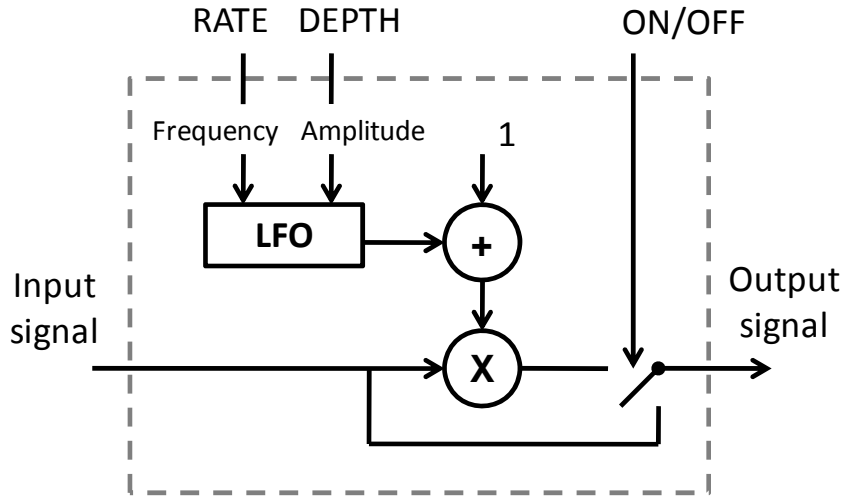 RATE DEPTH ON/OFF
Frequency Amplitude 1
LFO
+
Input
signal
Output
signal
X